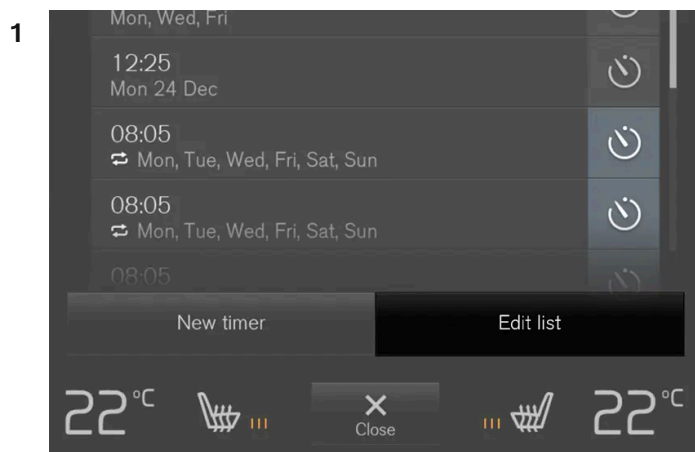 1
Mon, Wed, Fri
12:25
Mon 24 Dec
08:05
Mon, Tue, Wed, Fri, Sat, Sun
08:05
Mon, Tue, Wed, Fri, Sat, Sun
08:05
New timer Edit list
22°C 22°C
Close